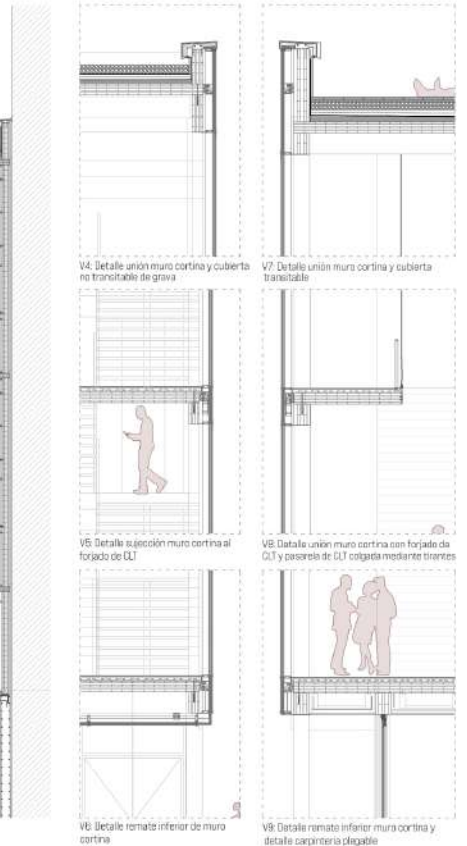 V4: Detalle unión muro cortina y cubierta
no transitable de grava
V7: Detalle unión muro cortina y cubierta
transitable
V5: Detalle sujección muro cortina al
forjado de CLT
V8: Detalle unión muro cortina con forjado de
CLT y pasarela de CLT colgada mediante tirantes
V6: Detalle remate inferior de muro
cortina
V9: Detalle remate inferior muro cortina y
detalle carpintería plegable